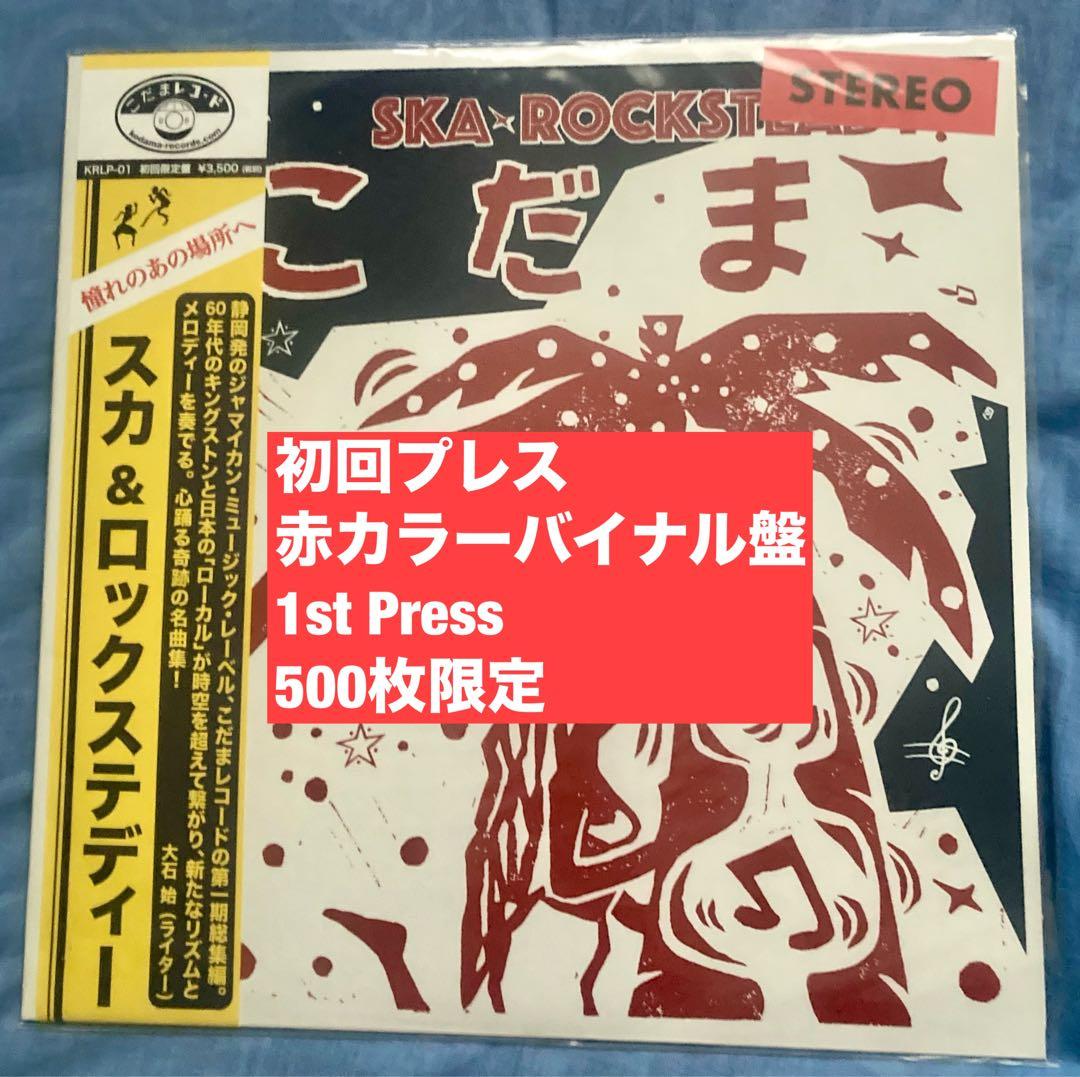 こだまレコード
kodama-records.com
KRLP-01 初回限定盤 ¥3,500 (税別)
憧れのあの場所へ
スカ&ロックステディー
静岡発のジャマイカン・ミュージック・レーベル、こだまレコードの第一期総集編。
60年代のキングストンと日本の「ローカル」が時空を超えて繋がり、新たなリズムと
メロディーを奏でる。心踊る奇跡の名曲集!
大石 始(ライター)
STEREO
SKA ROCKSTEADY
こだま
初回プレス
赤カラーバイナル盤
1st Press
500枚限定